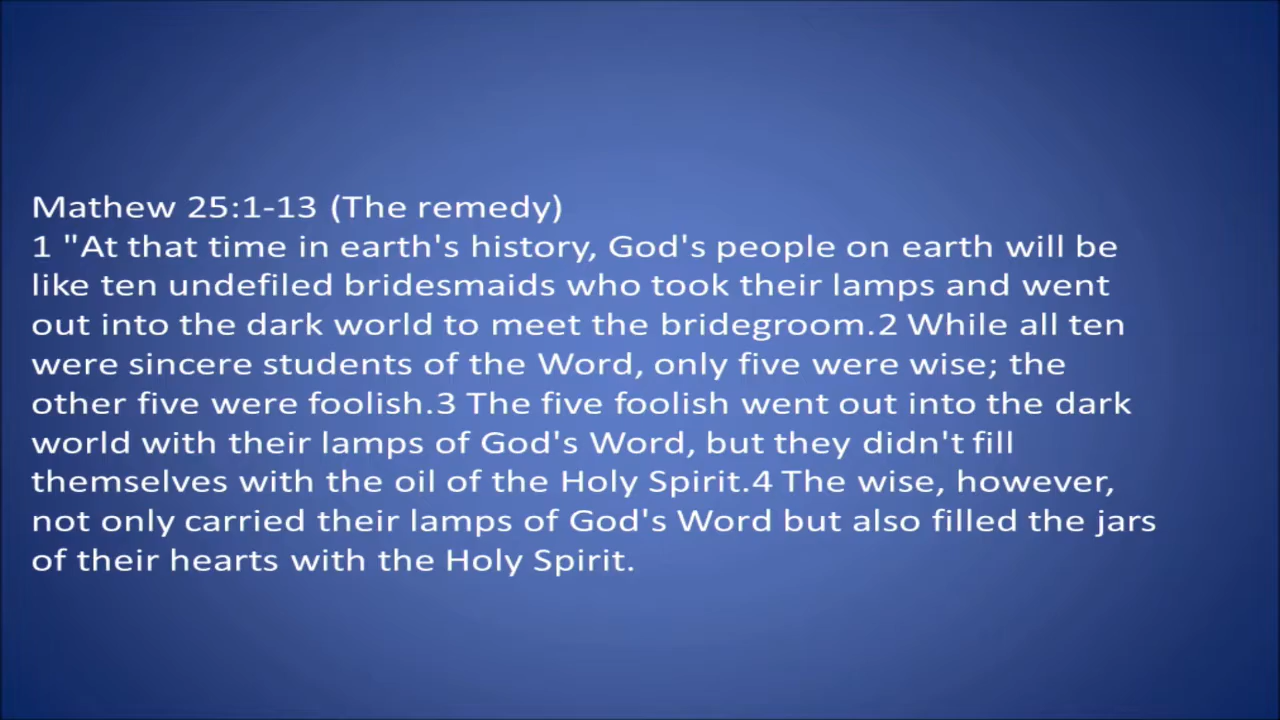 Mathew 25:1-13 (The remedy)
1 "At that time in earth's history, God's people on earth will be
like ten undefiled bridesmaids who took their lamps and went
out into the dark world to meet the bridegroom.2 While all ten
were sincere students of the Word, only five were wise; the
other five were foolish.3 The five foolish went out into the dark
world with their lamps of God's Word, but they didn't fill
themselves with the oil of the Holy Spirit.4 The wise, however,
not only carried their lamps of God's Word but also filled the jars
of their hearts with the Holy Spirit.